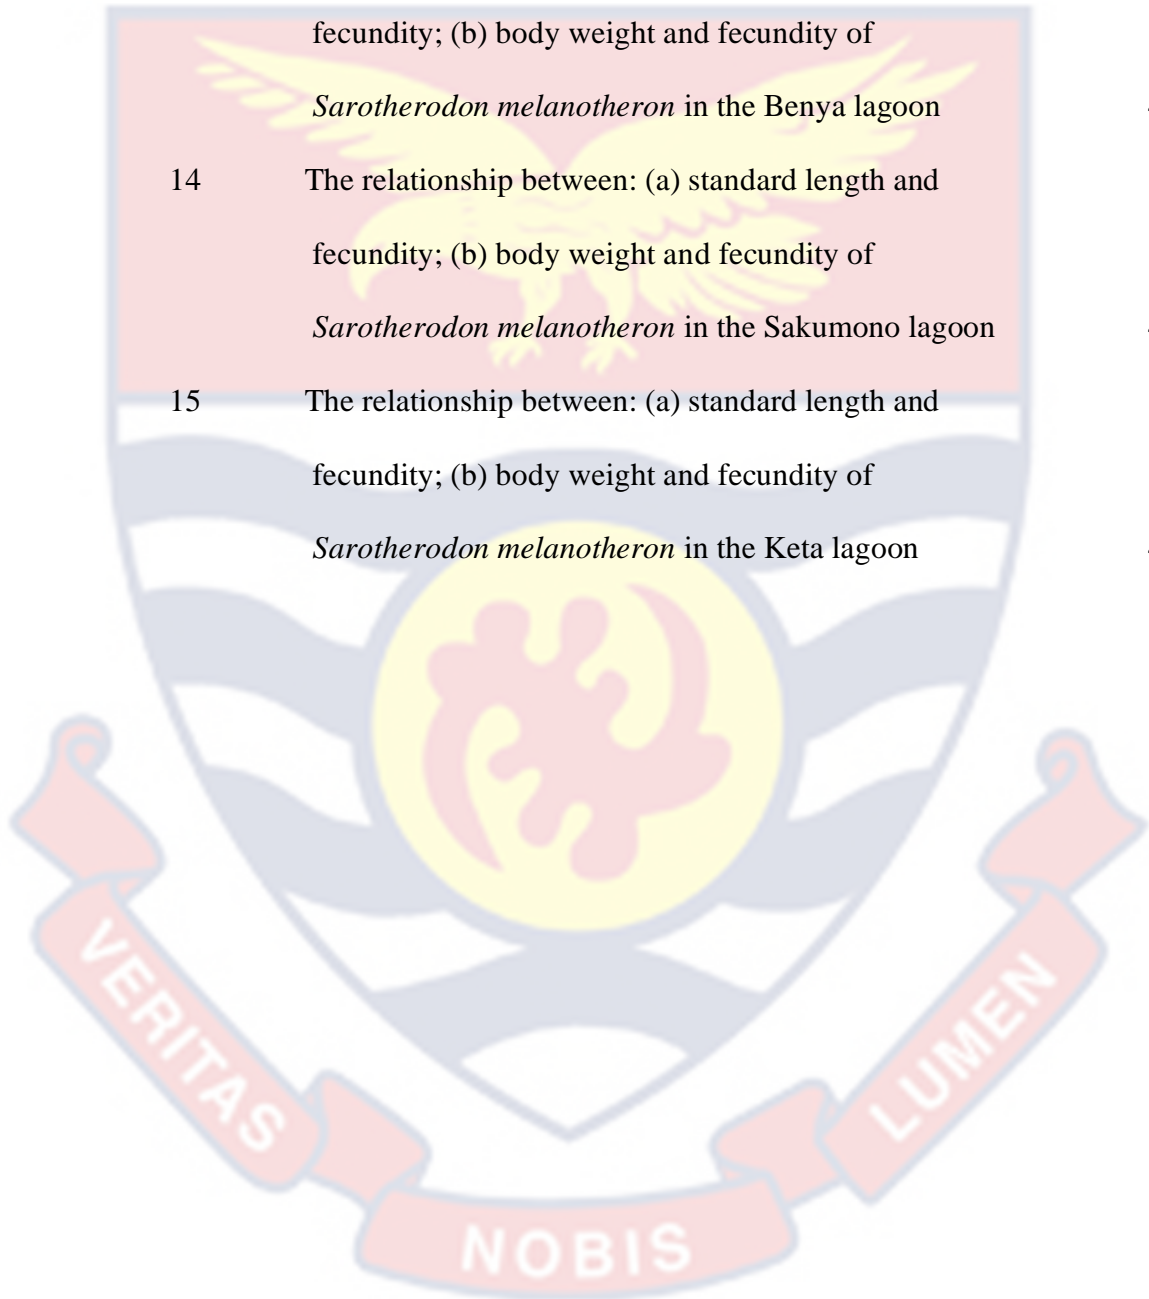 fecundity; (b) body weight and fecundity of
Sarotherodon melanotheron in the Benya lagoon
14 The relationship between: (a) standard length and
fecundity; (b) body weight and fecundity of
Sarotherodon melanotheron in the Sakumono lagoon
15 The relationship between: (a) standard length and
fecundity; (b) body weight and fecundity of
Sarotherodon melanotheron in the Keta lagoon
VERITAS
NOBIS
LUMEN